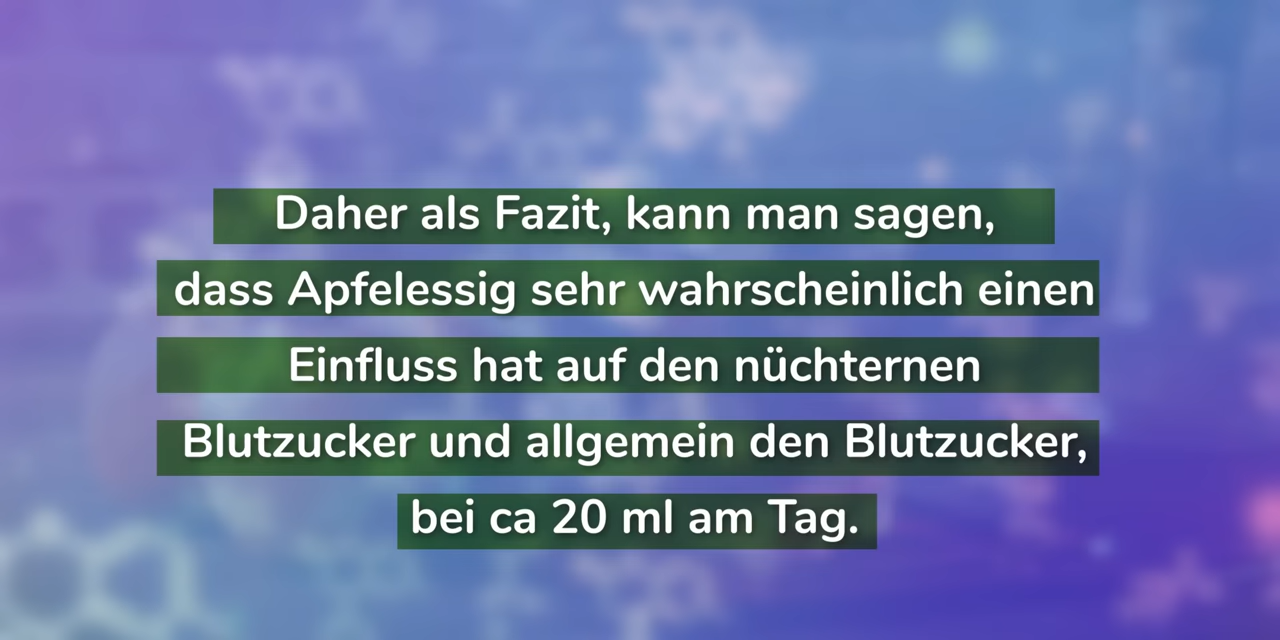 Daher als Fazit, kann man sagen,
dass Apfelessig sehr wahrscheinlich einen
Einfluss hat auf den nüchternen
Blutzucker und allgemein den Blutzucker,
bei ca 20 ml am Tag.